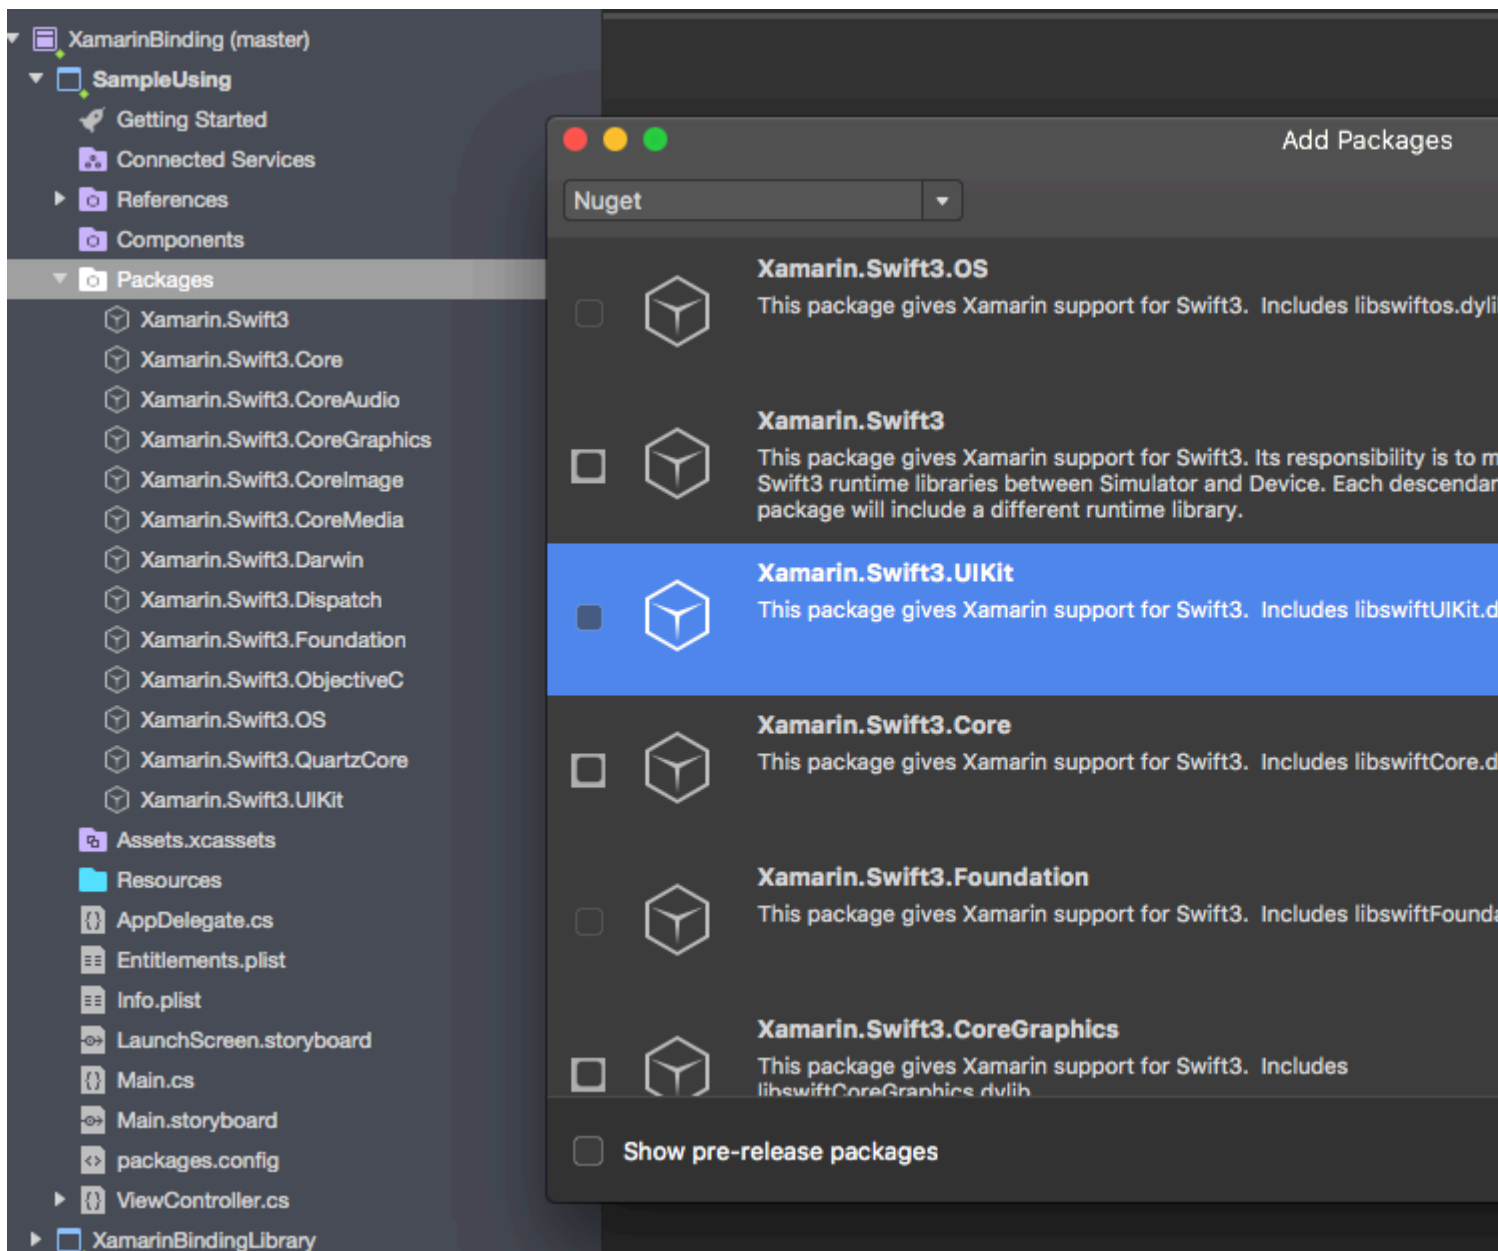 XamarinBinding (master)
SampleUsing
Getting Started
Connected Services
References
Components
Packages
Xamarin.Swift3
Xamarin.Swift3.Core
Xamarin.Swift3.CoreAudio
Xamarin.Swift3.CoreGraphics
Xamarin.Swift3.CoreImage
Xamarin.Swift3.CoreMedia
Xamarin.Swift3.Darwin
Xamarin.Swift3.Dispatch
Xamarin.Swift3.Foundation
Xamarin.Swift3.ObjectiveC
Xamarin.Swift3.OS
Xamarin.Swift3.QuartzCore
Xamarin.Swift3.UIKit
Assets.xcassets
Resources
AppDelegate.cs
Entitlements.plist
Info.plist
LaunchScreen.storyboard
Main.cs
Main.storyboard
packages.config
ViewController.cs
XamarinBindingLibrary
Add Packages
Nuget
Xamarin.Swift3.OS
This package gives Xamarin support for Swift3. Includes libswiftos.dyli
Xamarin.Swift3
This package gives Xamarin support for Swift3. Its responsibility is to m
Swift3 runtime libraries between Simulator and Device. Each descendan
package will include a different runtime library.
Xamarin.Swift3.UIKit
This package gives Xamarin support for Swift3. Includes libswiftUIKit.d
Xamarin.Swift3.Core
This package gives Xamarin support for Swift3. Includes libswiftCore.d
Xamarin.Swift3.Foundation
This package gives Xamarin support for Swift3. Includes libswiftFounda
Xamarin.Swift3.CoreGraphics
This package gives Xamarin support for Swift3. Includes
libswiftCoreGraphics.dylib
Show pre-release packages